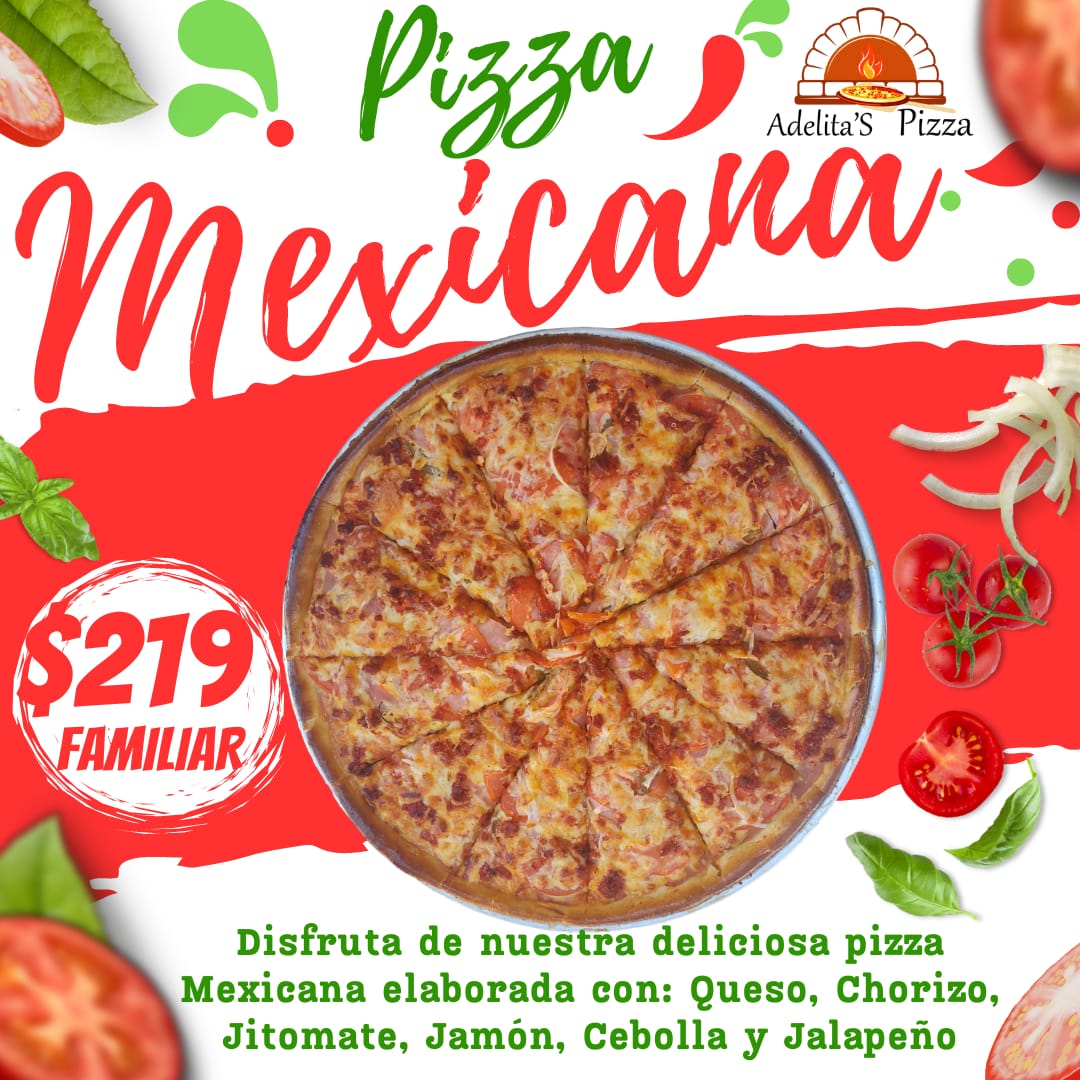 Pizza
Adelita'S Pizza
Mexicana
$219
FAMILIAR
Disfruta de nuestra deliciosa pizza
Mexicana elaborada con: Queso, Chorizo,
Jitomate, Jamón, Cebolla y Jalapeño